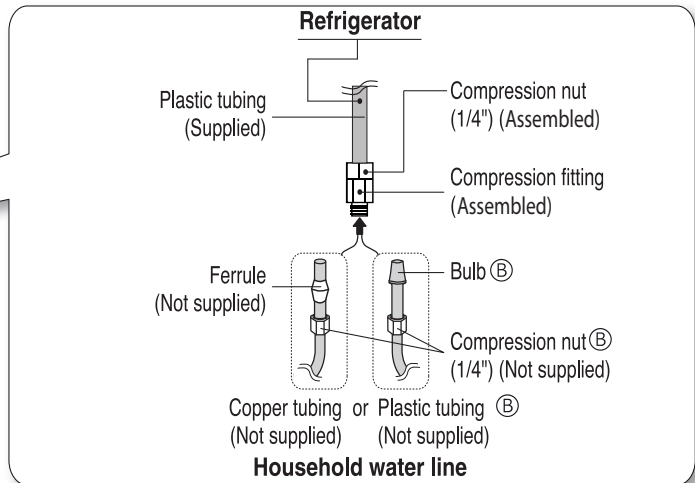 Refrigerator
Plastic tubing
(Supplied)
Compression nut
(1/4") (Assembled)
Compression fitting
(Assembled)
Ferrule
(Not supplied)
Bulb Ⓑ
Compression nut Ⓑ
(1/4") (Not supplied)
Copper tubing or Plastic tubing Ⓑ
(Not supplied) (Not supplied)
Household water line